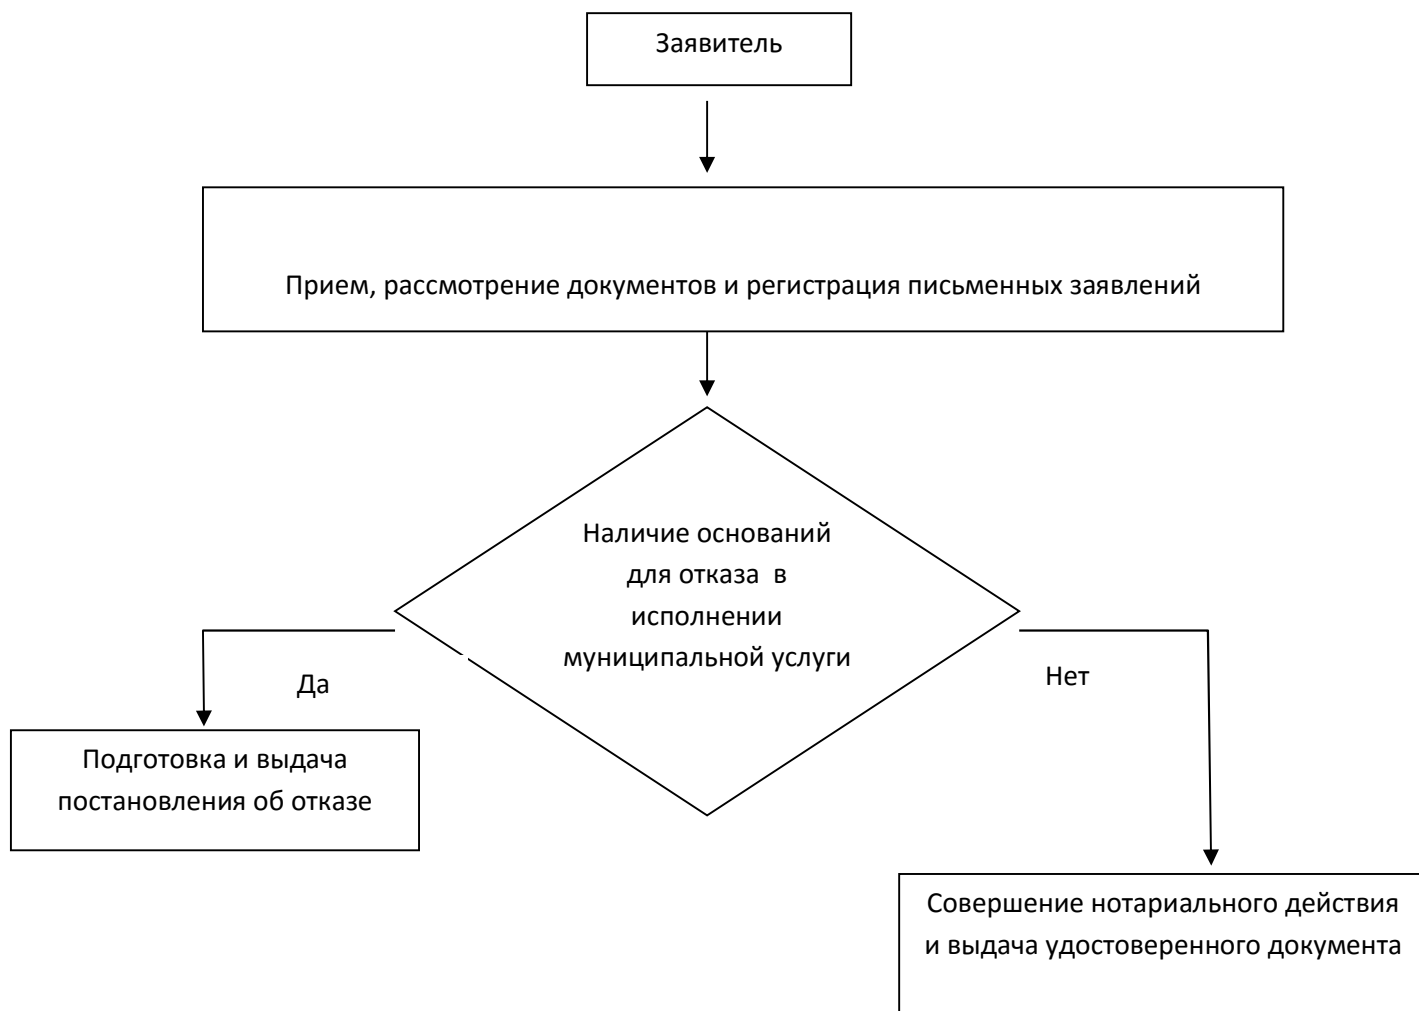 Заявитель
Прием, рассмотрение документов и регистрация письменных заявлений
Наличие оснований
для отказа  в
исполнении
муниципальной услуги
Да
Нет
Подготовка и выдача
постановления об отказе
Совершение нотариального действия
и выдача удостоверенного документа